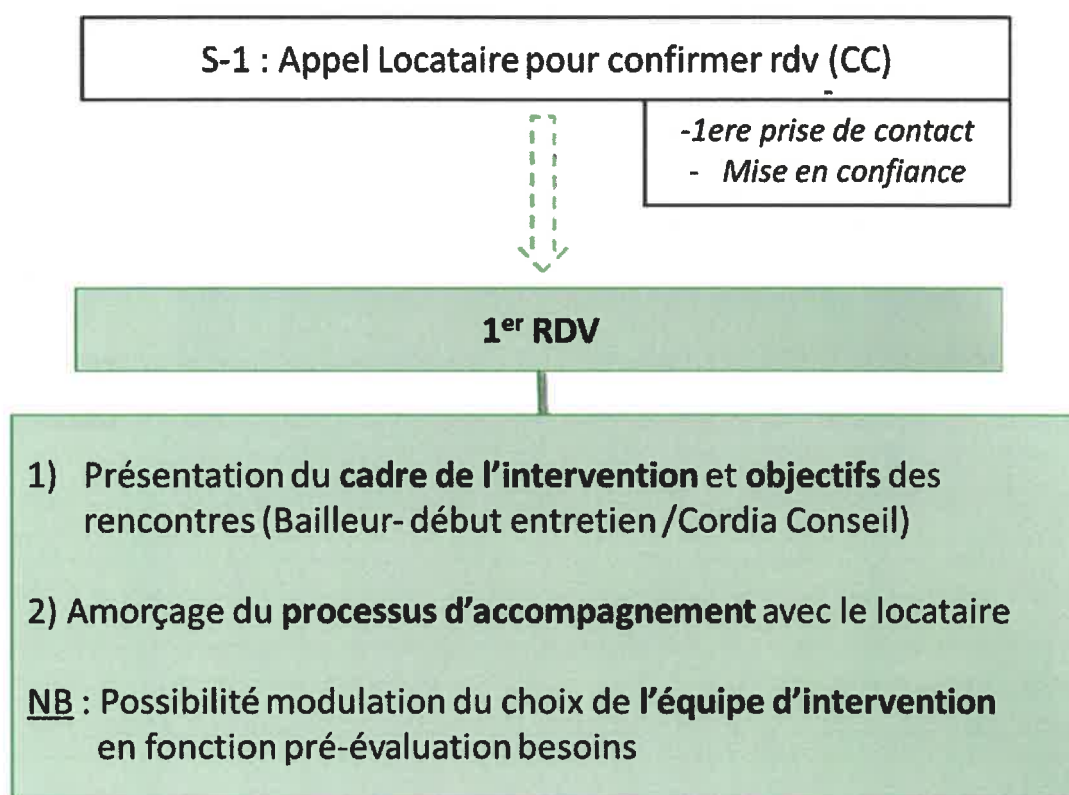 S-1 : Appel Locataire pour confirmer rdv (CC)
-
-1ere prise de contact
- Mise en confiance
1er RDV
1) Présentation du cadre de l'intervention et objectifs des
rencontres (Bailleur- début entretien /Cordia Conseil)
2) Amorçage du processus d'accompagnement avec le locataire
NB : Possibilité modulation du choix de l'équipe d'intervention
en fonction pré-évaluation besoins